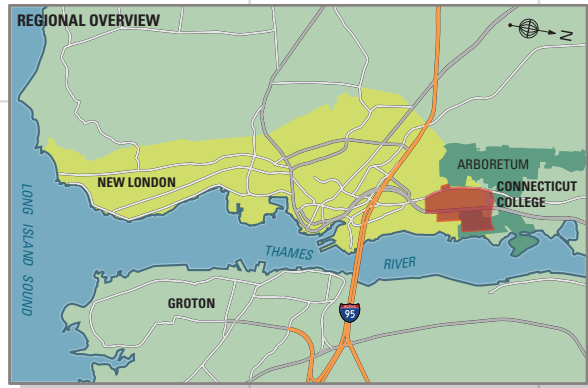 REGIONAL OVERVIEW
N
ARBORETUM
CONNECTICUT
COLLEGE
NEW LONDON
LONG ISLAND SOUND
THAMES
RIVER
GROTON
95